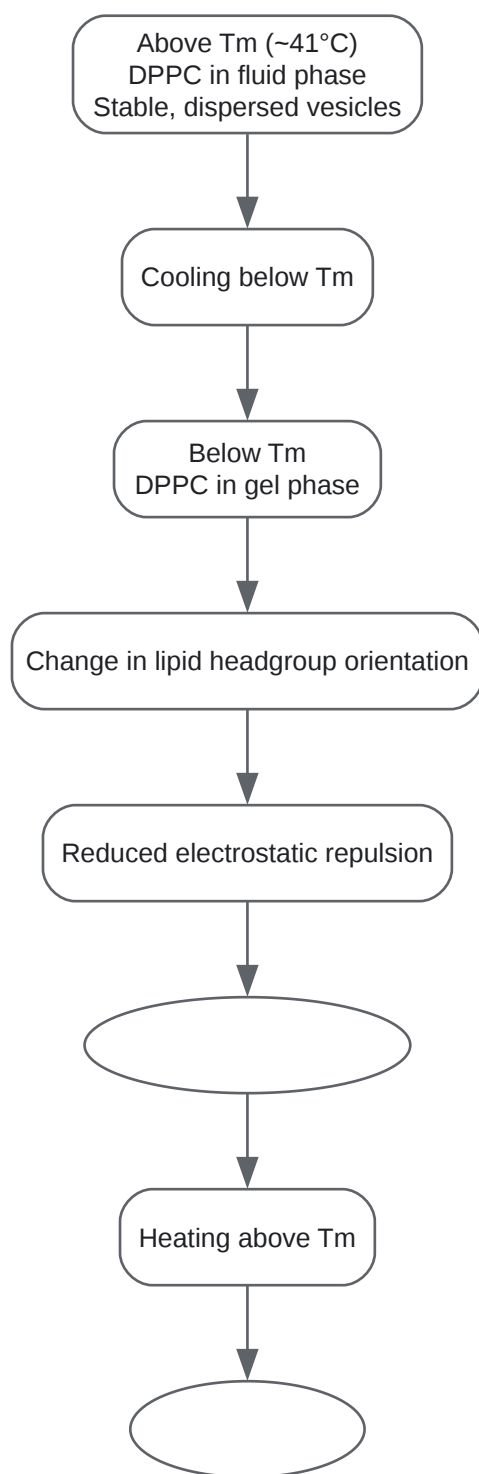 Above Tm (~41°C)
DPPC in fluid phase
Stable, dispersed vesicles
Cooling below Tm
Below Tm
DPPC in gel phase
Change in lipid headgroup orientation
Reduced electrostatic repulsion
Heating above Tm